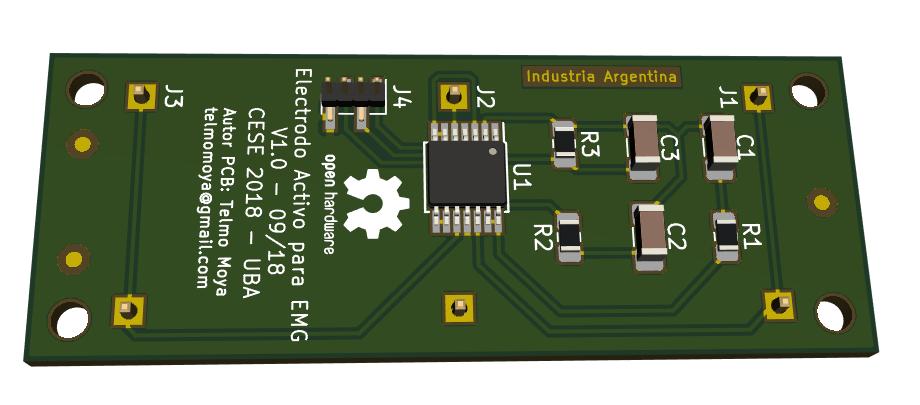 Industria Argentina
J3
J4
J2
J1
U1
R3
C3
C1
R2
C2
R1
Electrodo Activo para EMG
V1.0 - 09/18
CESE 2018 - UBA
Autor PCB: Telmo Moya
telmomoya@gmail.com
open hardware